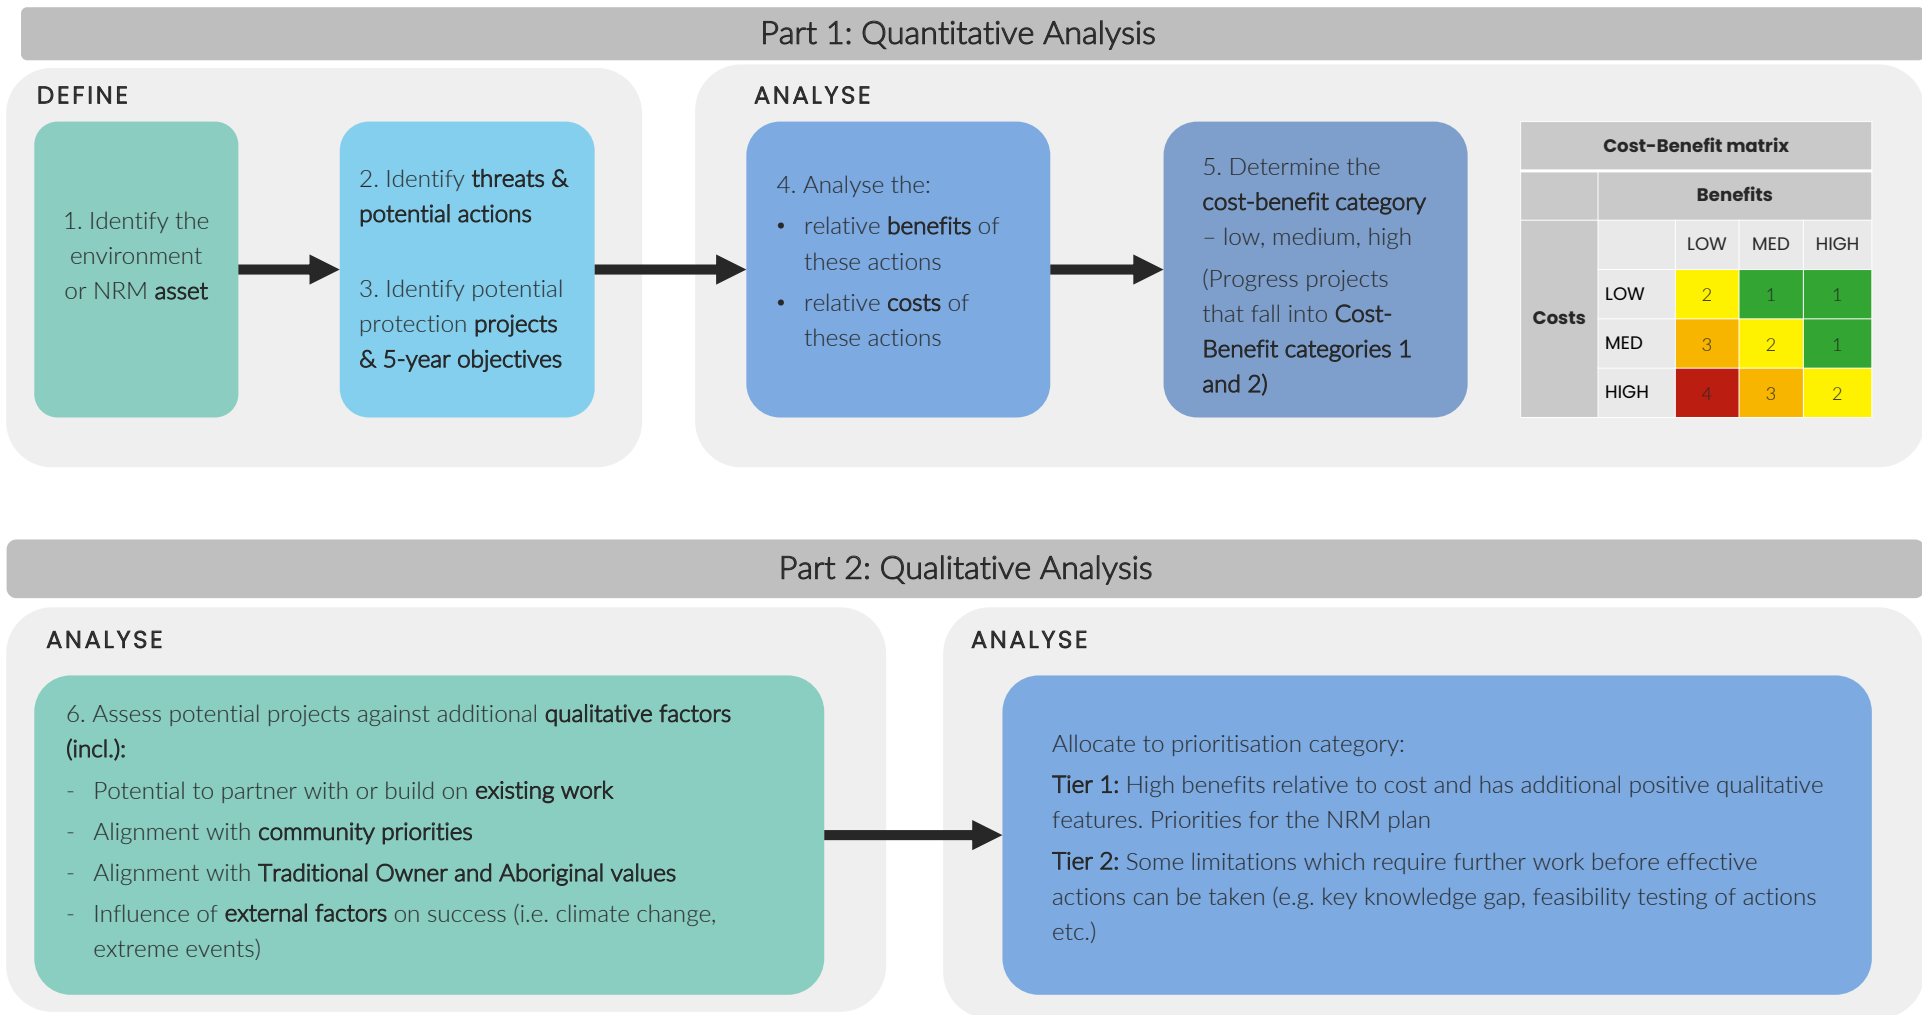 Part 1: Quantitative Analysis
DEFINE
1. Identify the
environment
or NRM asset
2. Identify threats &
potential actions
3. Identify potential
protection projects
& 5-year objectives
ANALYSE
4. Analyse the:
• relative benefits of
these actions
• relative costs of
these actions
5. Determine the
cost-benefit category
– low, medium, high
(Progress projects
that fall into Cost-
Benefit categories 1
and 2)
Cost-Benefit matrix
Benefits
LOW MED HIGH
Costs
LOW 2 1 1
MED 3 2 1
HIGH 4 3 2
Part 2: Qualitative Analysis
ANALYSE
6. Assess potential projects against additional qualitative factors
(incl.):
- Potential to partner with or build on existing work
- Alignment with community priorities
- Alignment with Traditional Owner and Aboriginal values
- Influence of external factors on success (i.e. climate change,
extreme events)
ANALYSE
Allocate to prioritisation category:
Tier 1: High benefits relative to cost and has additional positive qualitative
features. Priorities for the NRM plan
Tier 2: Some limitations which require further work before effective
actions can be taken (e.g. key knowledge gap, feasibility testing of actions
etc.)